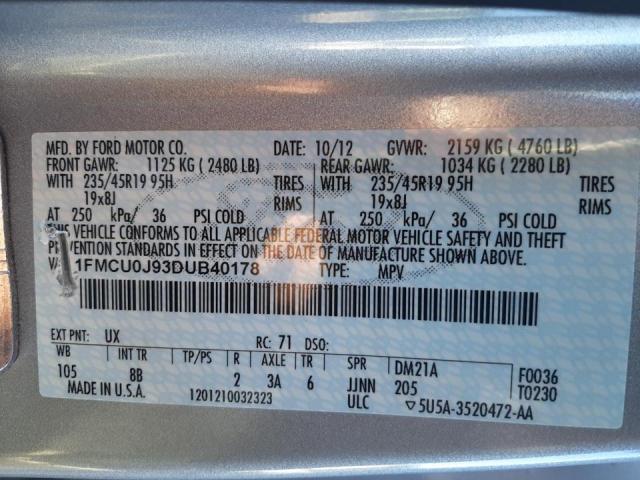 MFD. BY FORD MOTOR CO. DATE: 10/12 GVWR: 2159 KG ( 4760 LB)
FRONT GAWR: 1125 KG ( 2480 LB) REAR GAWR: 1034 KG ( 2280 LB)
WITH 235/45R19 95H TIRES WITH 235/45R19 95H TIRES
19x8J RIMS 19x8J RIMS
AT 250 kPa/ 36 PSI COLD AT 250 kPa/ 36 PSI COLD
THIS VEHICLE CONFORMS TO ALL APPLICABLE FEDERAL MOTOR VEHICLE SAFETY AND THEFT
PREVENTION STANDARDS IN EFFECT ON THE DATE OF MANUFACTURE SHOWN ABOVE.
1FMCU0J93DUB40178 TYPE: MPV
EXT PNT: UX RC: 71 DSO:
WB INT TR TP/PS R AXLE TR SPR DM21A F0036
105 8B 2 3A 6 JJNN 205 T0230
MADE IN U.S.A. 1201210032323 ULC ▽5U5A-3520472-AA